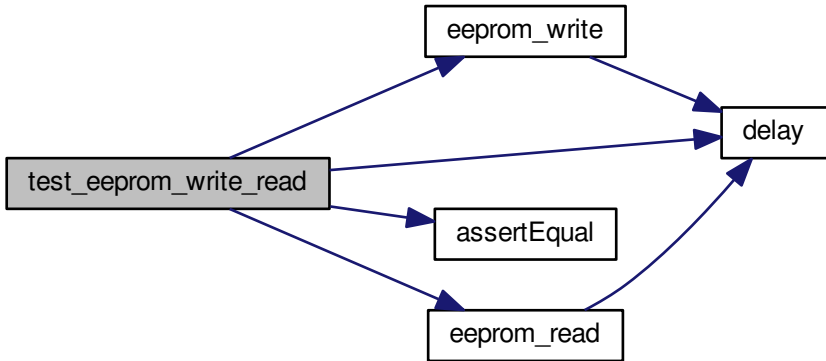 eeprom_write
delay
test_eeprom_write_read
assertEqual
eeprom_read